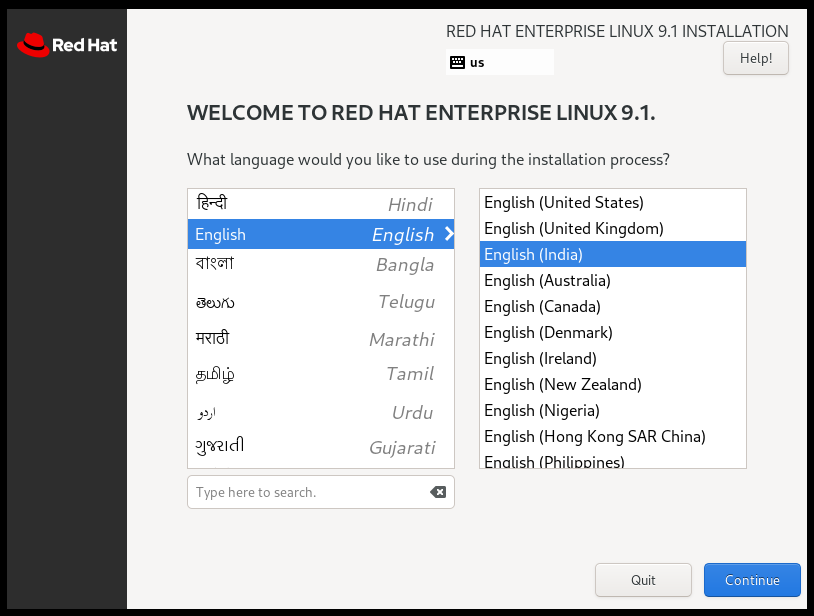 Red Hat
RED HAT ENTERPRISE LINUX 9.1 INSTALLATION
us
Help!
WELCOME TO RED HAT ENTERPRISE LINUX 9.1.
What language would you like to use during the installation process?
हिन्दी Hindi
English English
বাংলা Bangla
తెలుగు Telugu
मराठी Marathi
தமிழ் Tamil
اردو Urdu
ગુજરાતી Gujarati
Type here to search.
English (United States)
English (United Kingdom)
English (India)
English (Australia)
English (Canada)
English (Denmark)
English (Ireland)
English (New Zealand)
English (Nigeria)
English (Hong Kong SAR China)
English (Philippines)
Quit
Continue